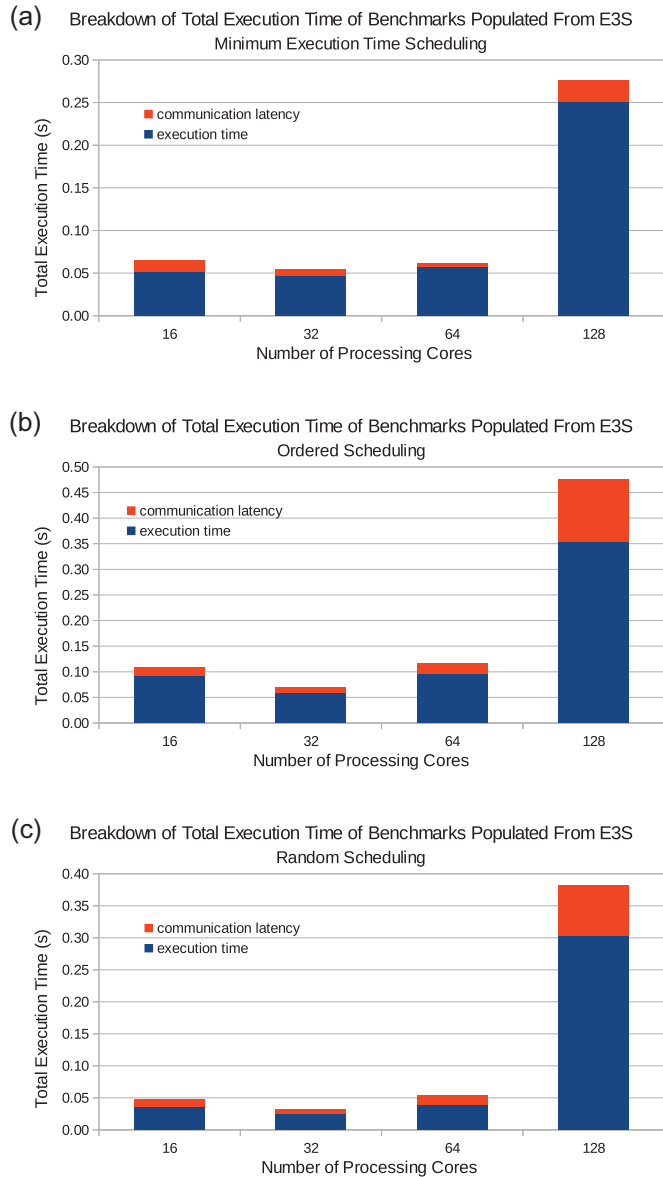 (a)
Breakdown of Total Execution Time of Benchmarks Populated From E3S
Minimum Execution Time Scheduling
0.30
0.25
0.20
0.15
0.10
0.05
0.00
Total Execution Time (s)
communication latency
execution time
16 32 64 128
Number of Processing Cores
(b)
Breakdown of Total Execution Time of Benchmarks Populated From E3S
Ordered Scheduling
0.50
0.45
0.40
0.35
0.30
0.25
0.20
0.15
0.10
0.05
0.00
Total Execution Time (s)
communication latency
execution time
16 32 64 128
Number of Processing Cores
(c)
Breakdown of Total Execution Time of Benchmarks Populated From E3S
Random Scheduling
0.40
0.35
0.30
0.25
0.20
0.15
0.10
0.05
0.00
Total Execution Time (s)
communication latency
execution time
16 32 64 128
Number of Processing Cores